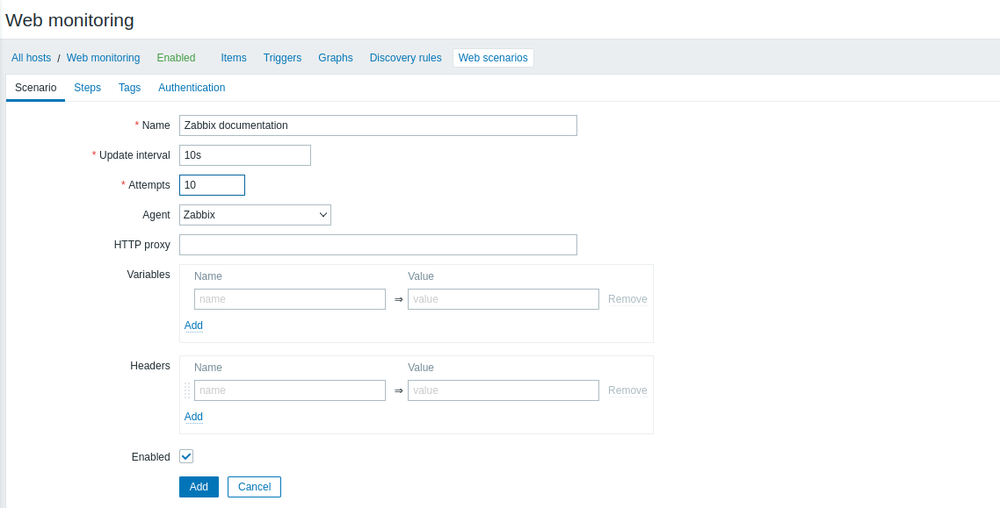 Web monitoring
All hosts / Web monitoring Enabled Items Triggers Graphs Discovery rules Web scenarios
Scenario Steps Tags Authentication
* Name Zabbix documentation
* Update interval 10s
* Attempts 10
Agent Zabbix
HTTP proxy
Variables Name Value
name ⇒ value Remove
Add
Headers Name Value
name ⇒ value Remove
Add
Enabled
Add Cancel